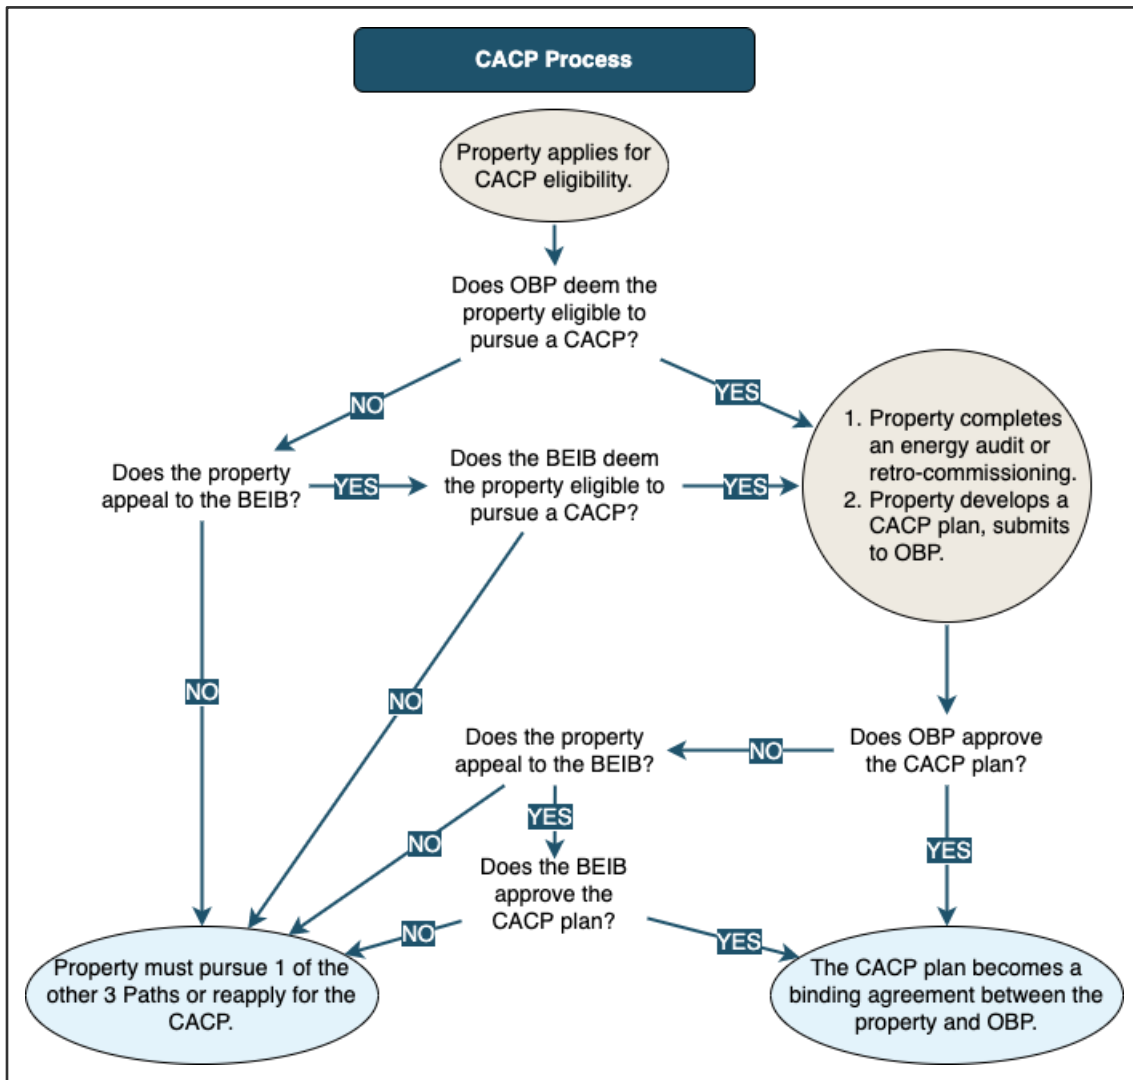 CACP Process
Property applies for
CACP eligibility.
Does OBP deem the
property eligible to
pursue a CACP?
NO
YES
Does the property
appeal to the BEIB?
YES
Does the BEIB deem
the property eligible to
pursue a CACP?
YES
1. Property completes
an energy audit or
retro-commissioning.
2. Property develops a
CACP plan, submits
to OBP.
NO
NO
Does the property
appeal to the BEIB?
NO
Does OBP approve
the CACP plan?
NO
YES
YES
Does the BEIB
approve the
CACP plan?
NO
YES
Property must pursue 1 of the
other 3 Paths or reapply for the
CACP.
The CACP plan becomes a
binding agreement between the
property and OBP.